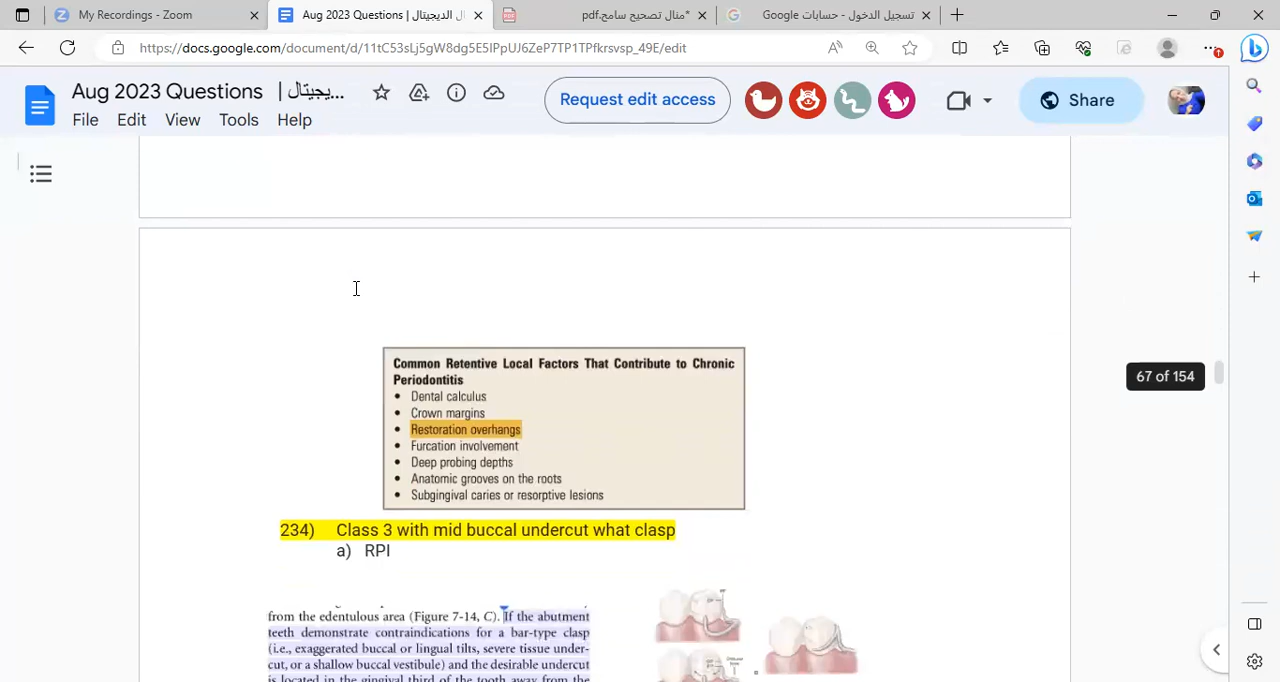 My Recordings - Zoom
Aug 2023 Questions | ال الديجيتال
منال تصحيح سامح.pdf*
تسجيل الدخول - حسابات Google
https://docs.google.com/document/d/11tC53sLj5gW8dg5E5IPpUJ6ZeP7TP1TPfkrsvsp_49E/edit
Aug 2023 Questions | يجيتال...
Request edit access
Share
File Edit View Tools Help
67 of 154
Common Retentive Local Factors That Contribute to Chronic
Periodontitis
• Dental calculus
• Crown margins
• Restoration overhangs
• Furcation involvement
• Deep probing depths
• Anatomic grooves on the roots
• Subgingival caries or resorptive lesions
234) Class 3 with mid buccal undercut what clasp
a) RPI
from the edentulous area (Figure 7-14, C). If the abutment
teeth demonstrate contraindications for a bar-type clasp
(i.e., exaggerated buccal or lingual tilts, severe tissue under-
cut, or a shallow buccal vestibule) and the desirable undercut
is located in the gingival third of the tooth away from the